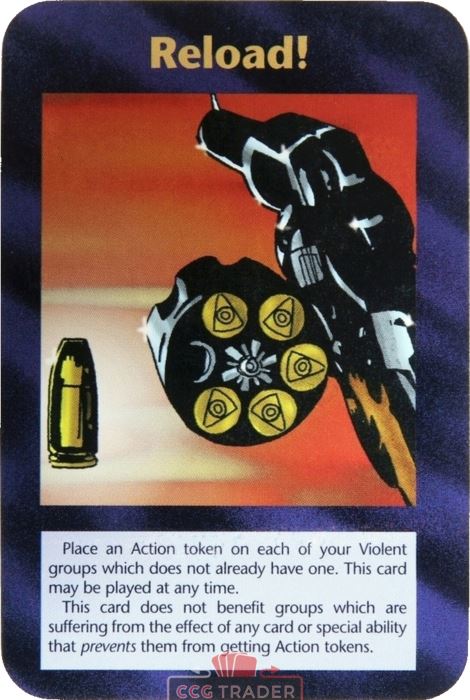 Reload!
Place an Action token on each of your Violent
groups which does not already have one. This card
may be played at any time.
This card does not benefit groups which are
suffering from the effect of any card or special ability
that prevents them from getting Action tokens.
CCG TRADER